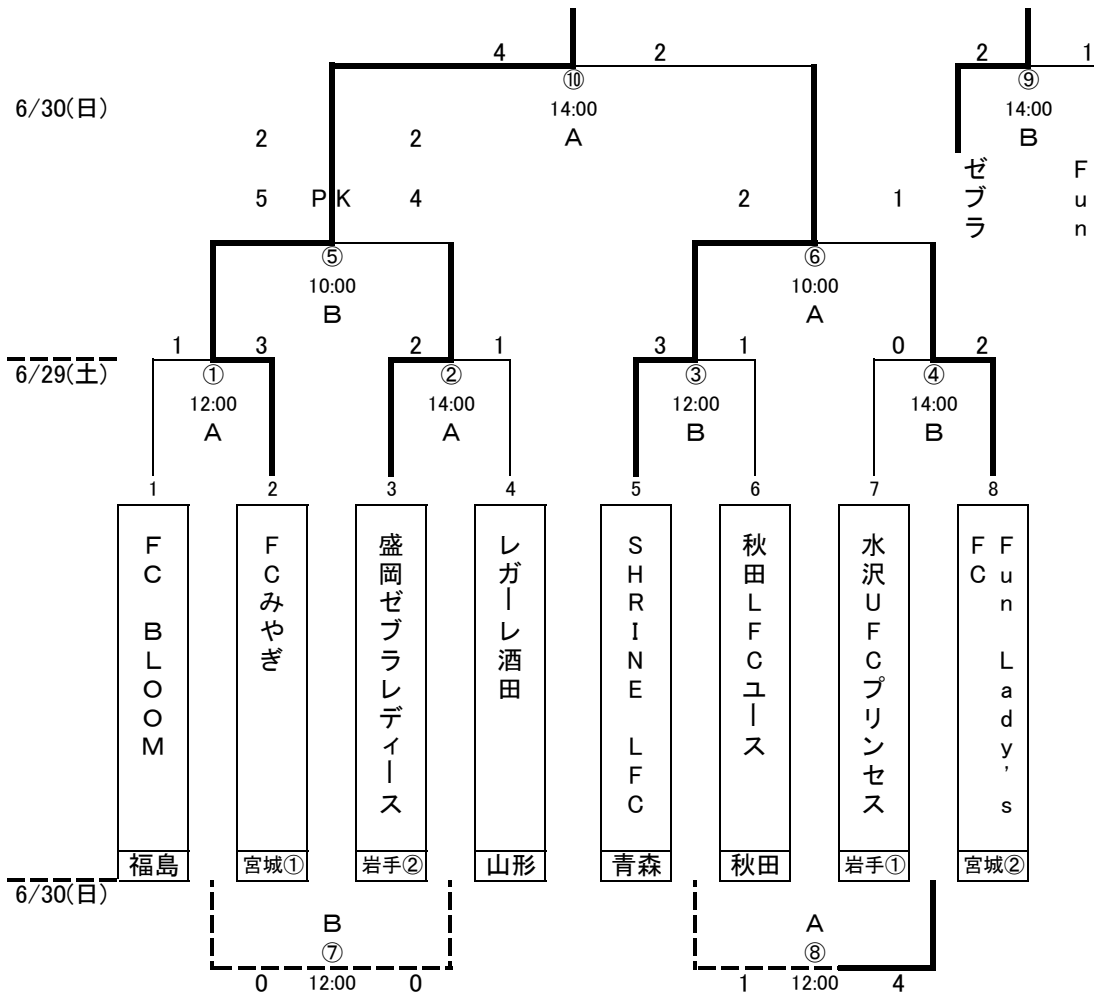 4 2 2 1
⑩ ⑨
6/30(日) 14:00 14:00
A B
2 2
5 PK 4 2 1
ゼブラ
Fun
⑤ ⑥
10:00 10:00
B A
1 3 2 1 3 1 0 2
6/29(土) ① ② ③ ④
12:00 14:00 12:00 14:00
A A B B
1 2 3 4 5 6 7 8
FC BLOOM
FCみやぎ
盛岡ゼブラレディース
レガーレ酒田
SHRINE LFC
秋田LFCユース
水沢UFCプリンセス
Fun Lady's
FC
福島 宮城① 岩手② 山形 青森 秋田 岩手① 宮城②
6/30(日)
B A
⑦ ⑧
0 12:00 0 1 12:00 4